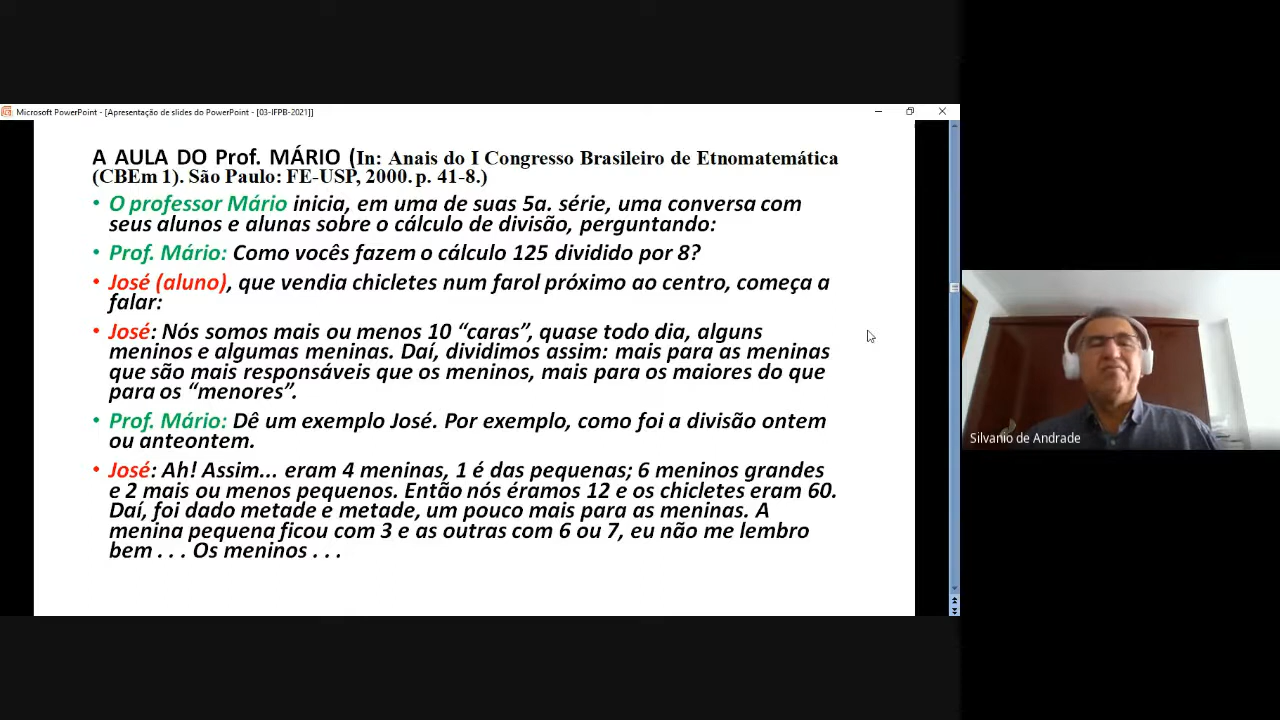 Microsoft PowerPoint - [Apresentação de slides do PowerPoint - [03-IFPB-2021]]
A AULA DO Prof. MÁRIO (In: Anais do I Congresso Brasileiro de Etnomatemática
(CBEm 1). São Paulo: FE-USP, 2000. p. 41-8.)
• O professor Mário inicia, em uma de suas 5a. série, uma conversa com
seus alunos e alunas sobre o cálculo de divisão, perguntando:
• Prof. Mário: Como vocês fazem o cálculo 125 dividido por 8?
• José (aluno), que vendia chicletes num farol próximo ao centro, começa a
falar:
• José: Nós somos mais ou menos 10 “caras”, quase todo dia, alguns
meninos e algumas meninas. Daí, dividimos assim: mais para as meninas
que são mais responsáveis que os meninos, mais para os maiores do que
para os “menores”.
• Prof. Mário: Dê um exemplo José. Por exemplo, como foi a divisão ontem
ou anteontem.
• José: Ah! Assim... eram 4 meninas, 1 é das pequenas; 6 meninos grandes
e 2 mais ou menos pequenos. Então nós éramos 12 e os chicletes eram 60.
Daí, foi dado metade e metade, um pouco mais para as meninas. A
menina pequena ficou com 3 e as outras com 6 ou 7, eu não me lembro
bem . . . Os meninos . . .
Silvanio de Andrade